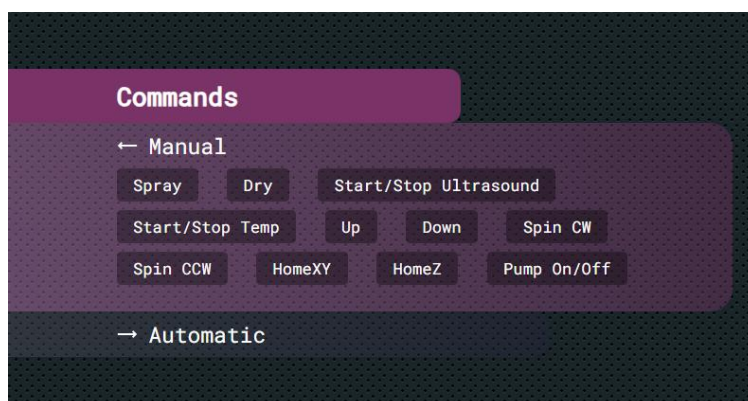 Commands
← Manual
Spray Dry Start/Stop Ultrasound
Start/Stop Temp Up Down Spin CW
Spin CCW HomeXY HomeZ Pump On/Off
→ Automatic